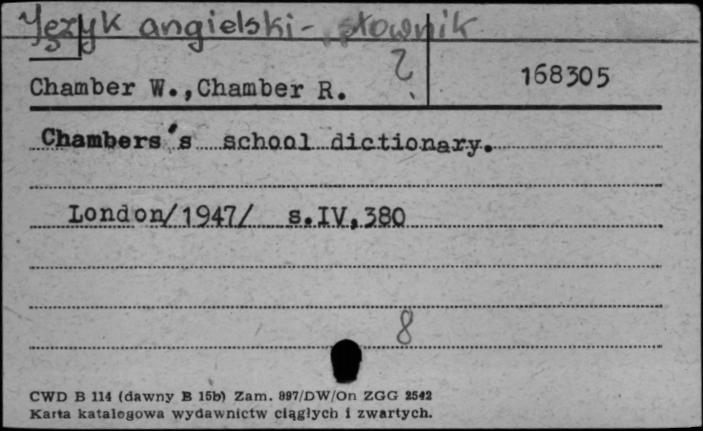 Język angielski - słownik
Chamber W.,Chamber R. ?
168305
Chambers's school dictionary.
London/1947/ s.IV,380
8
CWD B 114 (dawny B 15b) Zam. 897/DW/On ZGG 2542
Karta katalogowa wydawnictw ciągłych i zwartych.